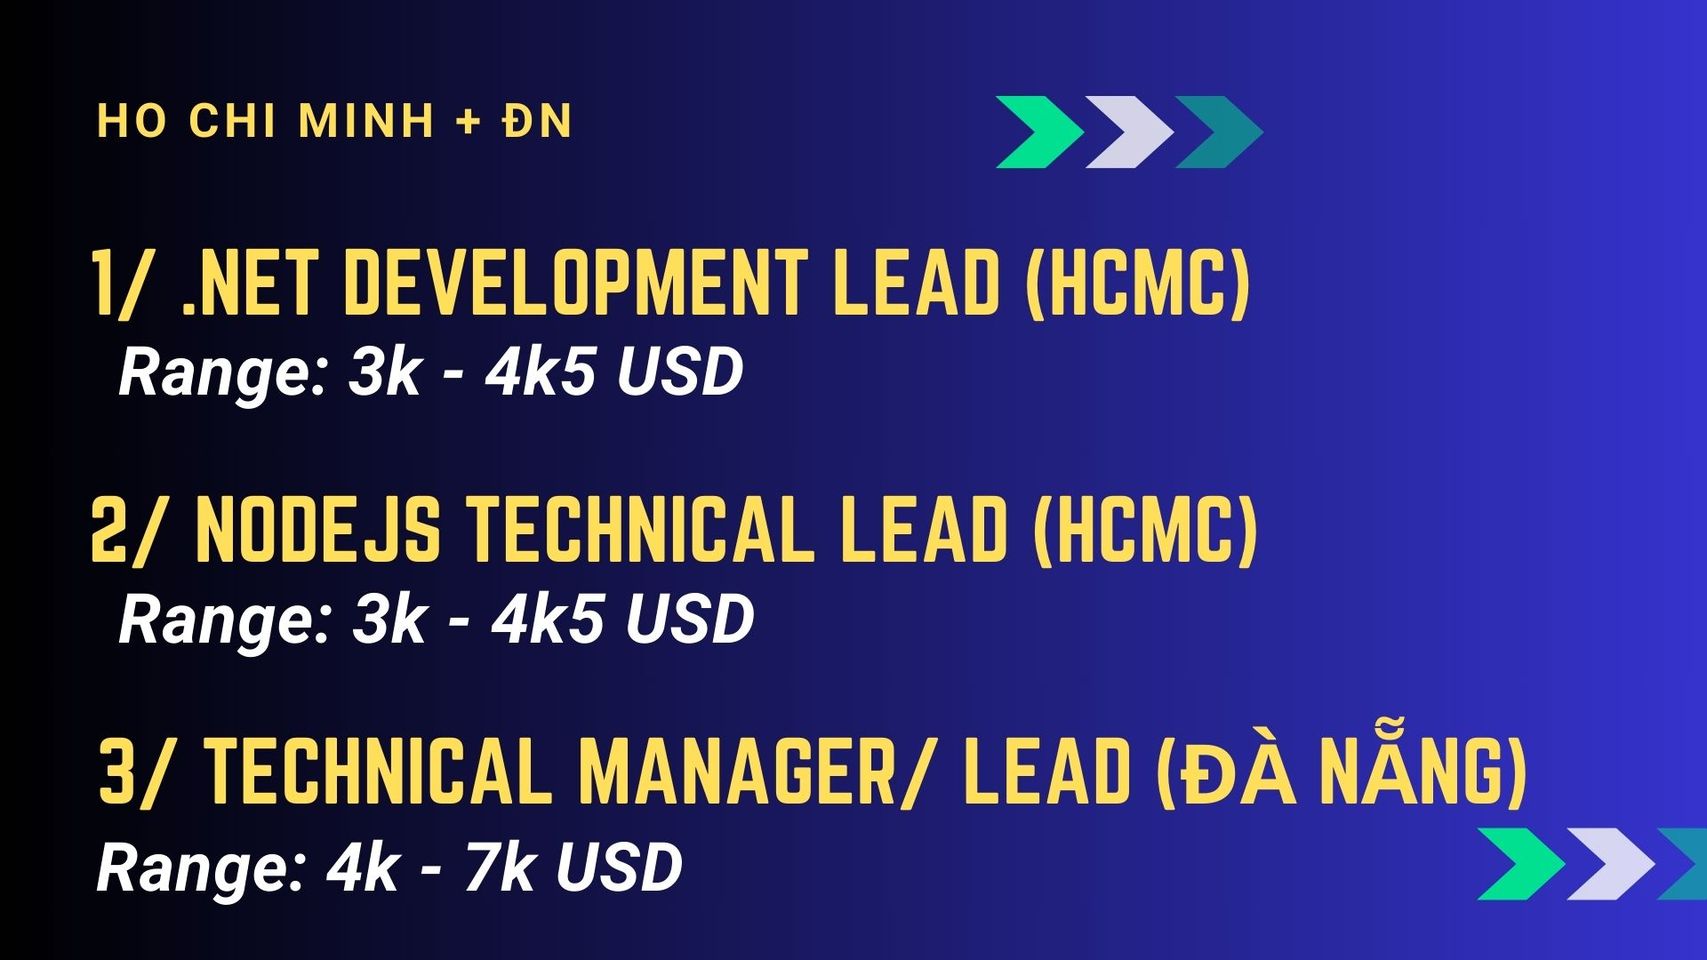 HO CHI MINH + ĐN
1/ .NET DEVELOPMENT LEAD (HCMC)
Range: 3k - 4k5 USD
2/ NODEJS TECHNICAL LEAD (HCMC)
Range: 3k - 4k5 USD
3/ TECHNICAL MANAGER/ LEAD (ĐÀ NẴNG)
Range: 4k - 7k USD